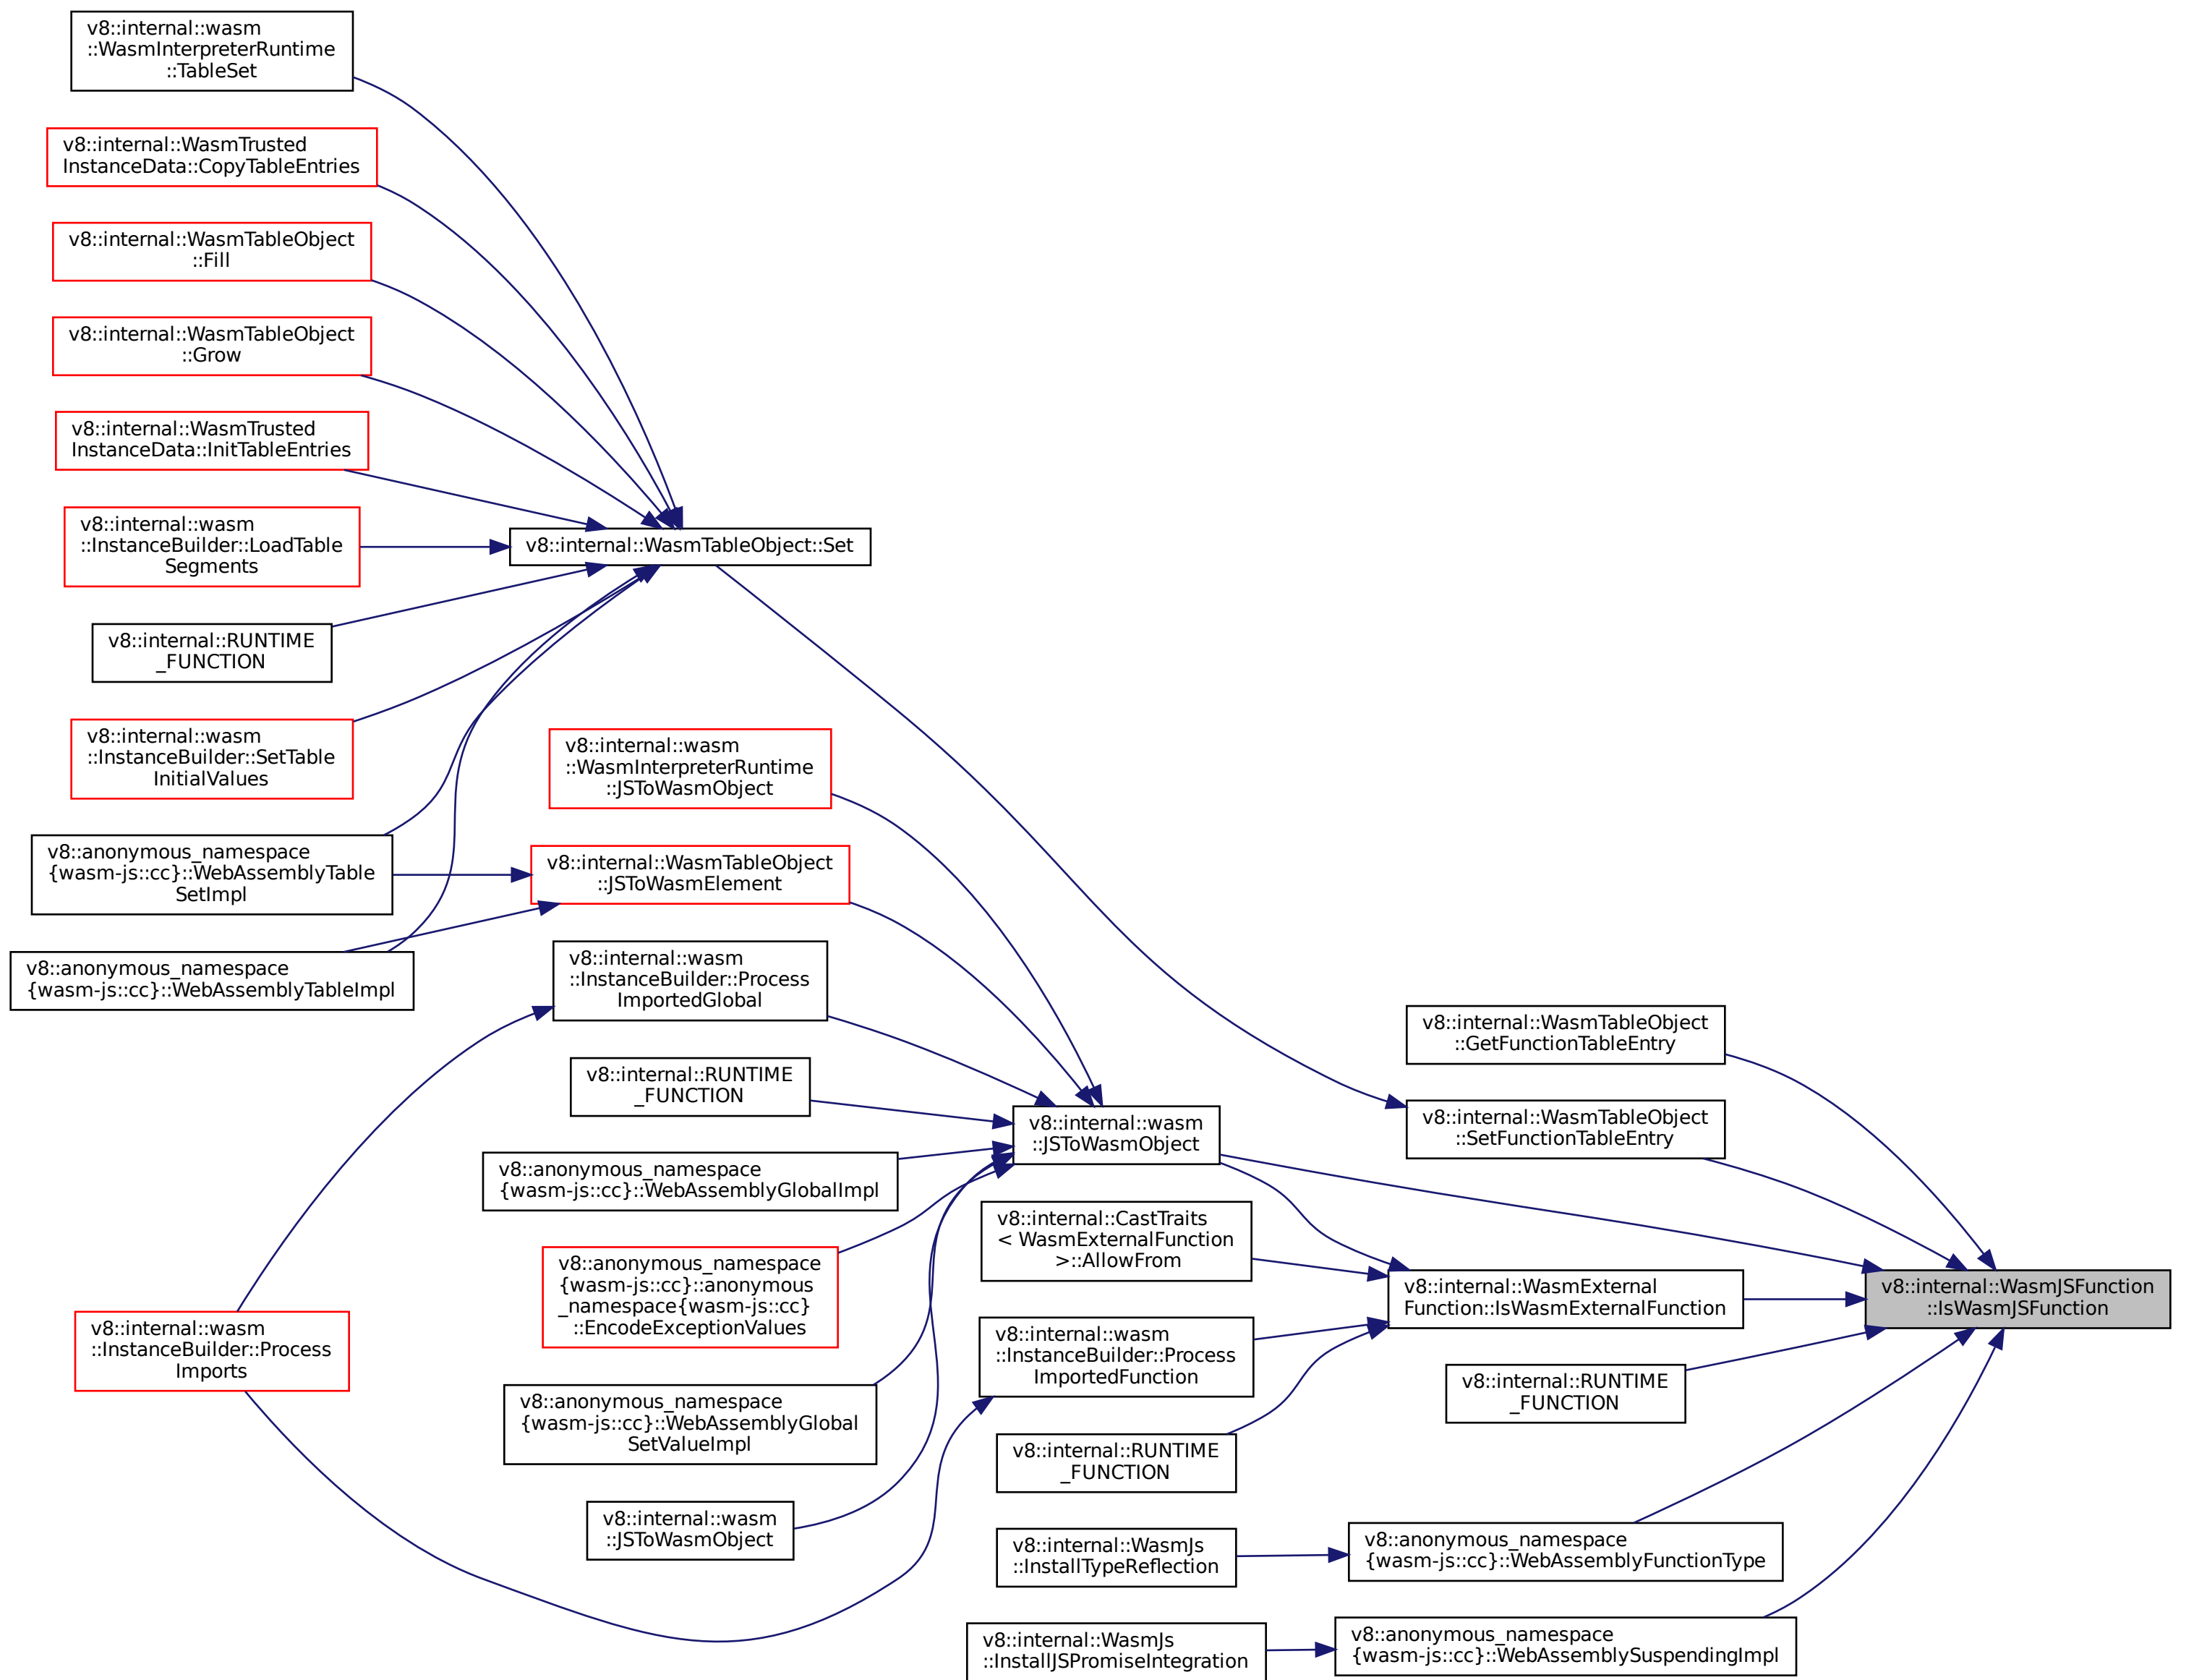 v8::internal::wasm
::WasmInterpreterRuntime
::TableSet
v8::internal::WasmTrusted
InstanceData::CopyTableEntries
v8::internal::WasmTableObject
::Fill
v8::internal::WasmTableObject
::Grow
v8::internal::WasmTrusted
InstanceData::InitTableEntries
v8::internal::wasm
::InstanceBuilder::LoadTable
Segments
v8::internal::RUNTIME
_FUNCTION
v8::internal::wasm
::InstanceBuilder::SetTable
InitialValues
v8::anonymous_namespace
{wasm-js::cc}::WebAssemblyTable
SetImpl
v8::anonymous_namespace
{wasm-js::cc}::WebAssemblyTableImpl
v8::internal::wasm
::InstanceBuilder::Process
Imports
v8::internal::WasmTableObject::Set
v8::internal::wasm
::WasmInterpreterRuntime
::JSToWasmObject
v8::internal::WasmTableObject
::JSToWasmElement
v8::internal::wasm
::InstanceBuilder::Process
ImportedGlobal
v8::internal::RUNTIME
_FUNCTION
v8::anonymous_namespace
{wasm-js::cc}::WebAssemblyGlobalImpl
v8::anonymous_namespace
{wasm-js::cc}::anonymous
_namespace{wasm-js::cc}
::EncodeExceptionValues
v8::anonymous_namespace
{wasm-js::cc}::WebAssemblyGlobal
SetValueImpl
v8::internal::wasm
::JSToWasmObject
v8::internal::wasm
::JSToWasmObject
v8::internal::CastTraits
< WasmExternalFunction
>::AllowFrom
v8::internal::wasm
::InstanceBuilder::Process
ImportedFunction
v8::internal::RUNTIME
_FUNCTION
v8::internal::WasmJs
::InstallTypeReflection
v8::internal::WasmJs
::InstallJSPromiseIntegration
v8::internal::WasmTableObject
::GetFunctionTableEntry
v8::internal::WasmTableObject
::SetFunctionTableEntry
v8::internal::WasmExternal
Function::IsWasmExternalFunction
v8::internal::RUNTIME
_FUNCTION
v8::anonymous_namespace
{wasm-js::cc}::WebAssemblyFunctionType
v8::anonymous_namespace
{wasm-js::cc}::WebAssemblySuspendingImpl
v8::internal::WasmJSFunction
::IsWasmJSFunction